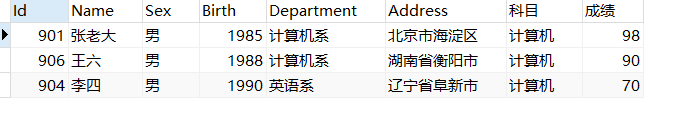 Id Name Sex Birth Department Address 科目 成绩
901 张老大 男 1985 计算机系 北京市海淀区 计算机 98
906 王六 男 1988 计算机系 湖南省衡阳市 计算机 90
904 李四 男 1990 英语系 辽宁省阜新市 计算机 70